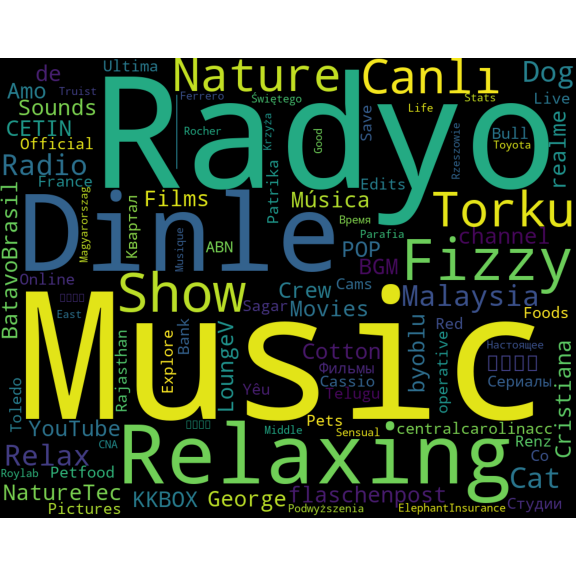 de
Ultima
Truist
Ferrero
Świętego
Nature
Canlı
Dog
Amo
Life
Stats
Live
Sounds
Radyo
CETIN
Official
Rocher
Krzyża
Good
Save
Rzeszowie
Bull
Toyota
realme
Radio
France
Patrika
Edits
BatavoBrasil
Dinle
Magyarország
Квартал
Films
Música
Время
Parafia
Torku
Musique
ABN
POP
channel
Online
BGM
Fizzy
East
Show
Sagar
Crew
Cams
Movies
Malaysia
Foods
Music
Rajasthan
Explore
Bank
LoungeV
Cotton
Фильмы
Cassio
Telugu
byoblu
operative
Red
Настоящее
Сериалы
Cristiana
Toledo
YouTube
CNA
Yêu
Pets
centralcarolinacc
Relax
Relaxing
Middle
Sensual
Renz
Co
Roylab
Petfood
Cat
NatureTec
KKBOX
George
flaschenpost
Pictures
Podwyższenia
ElephantInsurance
Студии